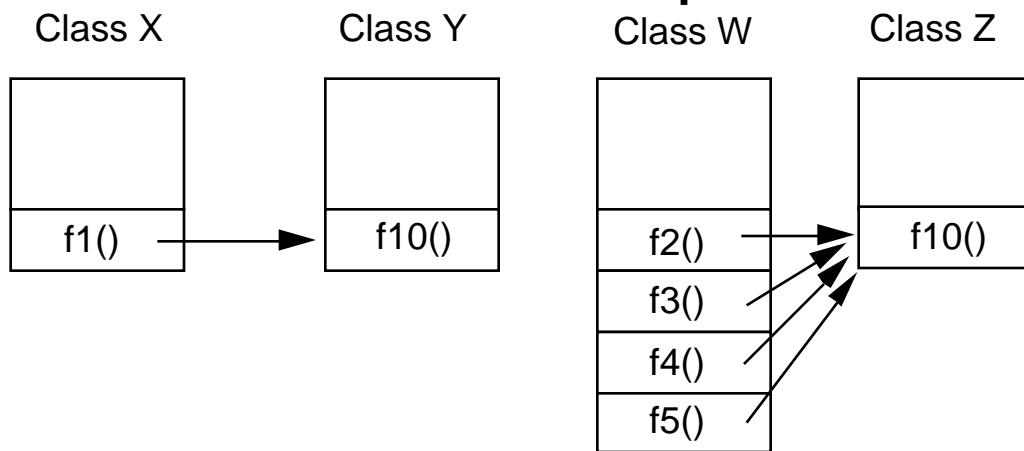 Class X Class Y Class W Class Z
f1() f10() f2() f10()
f3()
f4()
f5()